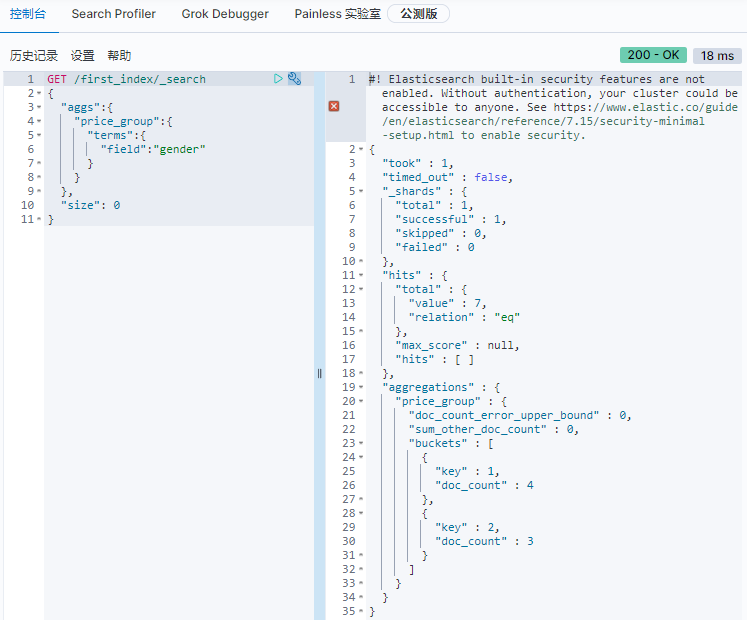 控制台 Search Profiler Grok Debugger Painless 实验室 公测版
历史记录 设置 帮助
200 - OK 18 ms
1 GET /first_index/_search
2 {
3 "aggs":{
4 "price_group":{
5 "terms":{
6 "field":"gender"
7 }
8 }
9 },
10 "size": 0
11 }
1 #! Elasticsearch built-in security features are not
enabled. Without authentication, your cluster could be
accessible to anyone. See https://www.elastic.co/guide
/en/elasticsearch/reference/7.15/security-minimal
-setup.html to enable security.
2 {
3 "took" : 1,
4 "timed_out" : false,
5 "_shards" : {
6 "total" : 1,
7 "successful" : 1,
8 "skipped" : 0,
9 "failed" : 0
10 },
11 "hits" : {
12 "total" : {
13 "value" : 7,
14 "relation" : "eq"
15 },
16 "max_score" : null,
17 "hits" : [ ]
18 },
19 "aggregations" : {
20 "price_group" : {
21 "doc_count_error_upper_bound" : 0,
22 "sum_other_doc_count" : 0,
23 "buckets" : [
24 {
25 "key" : 1,
26 "doc_count" : 4
27 },
28 {
29 "key" : 2,
30 "doc_count" : 3
31 }
32 ]
33 }
34 }
35 }